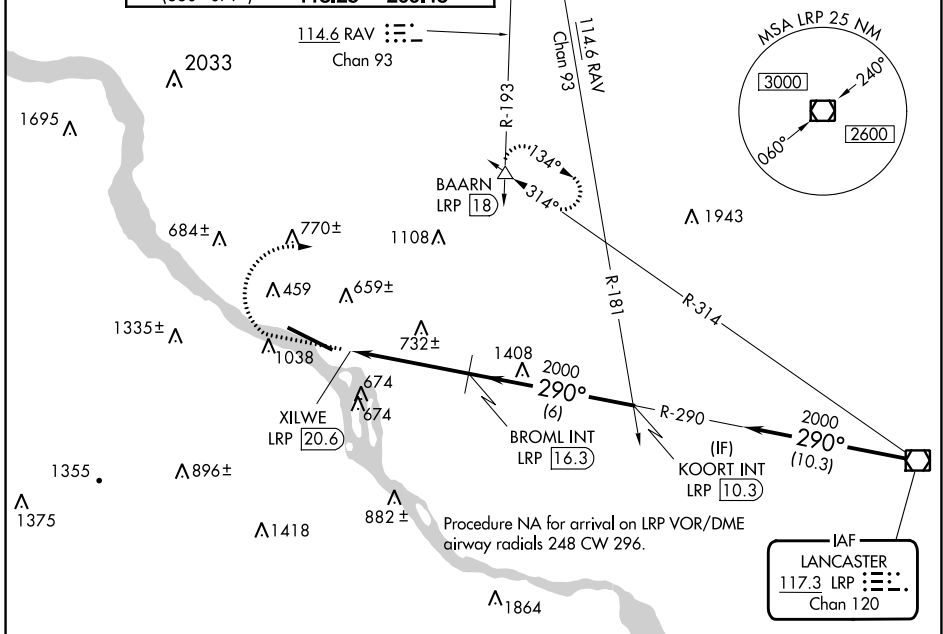 114.6 RAV
Chan 93
2033
1695
R-193
114.6 RAV
Chan 93
MSA LRP 25 NM
3000
240°
060°
2600
134°
BAARN
LRP 18
314°
1943
684±
770±
1108
R-181
R-314
459
659±
1335±
1038
732±
1408
2000
290°
(6)
674
674
XILWE
LRP 20.6
BROML INT
LRP 16.3
R-290
(IF)
KOORT INT
LRP 10.3
2000
290°
(10.3)
1355
896±
1375
1418
882±
Procedure NA for arrival on LRP VOR/DME
airway radials 248 CW 296.
IAF
LANCASTER
117.3 LRP
Chan 120
1864